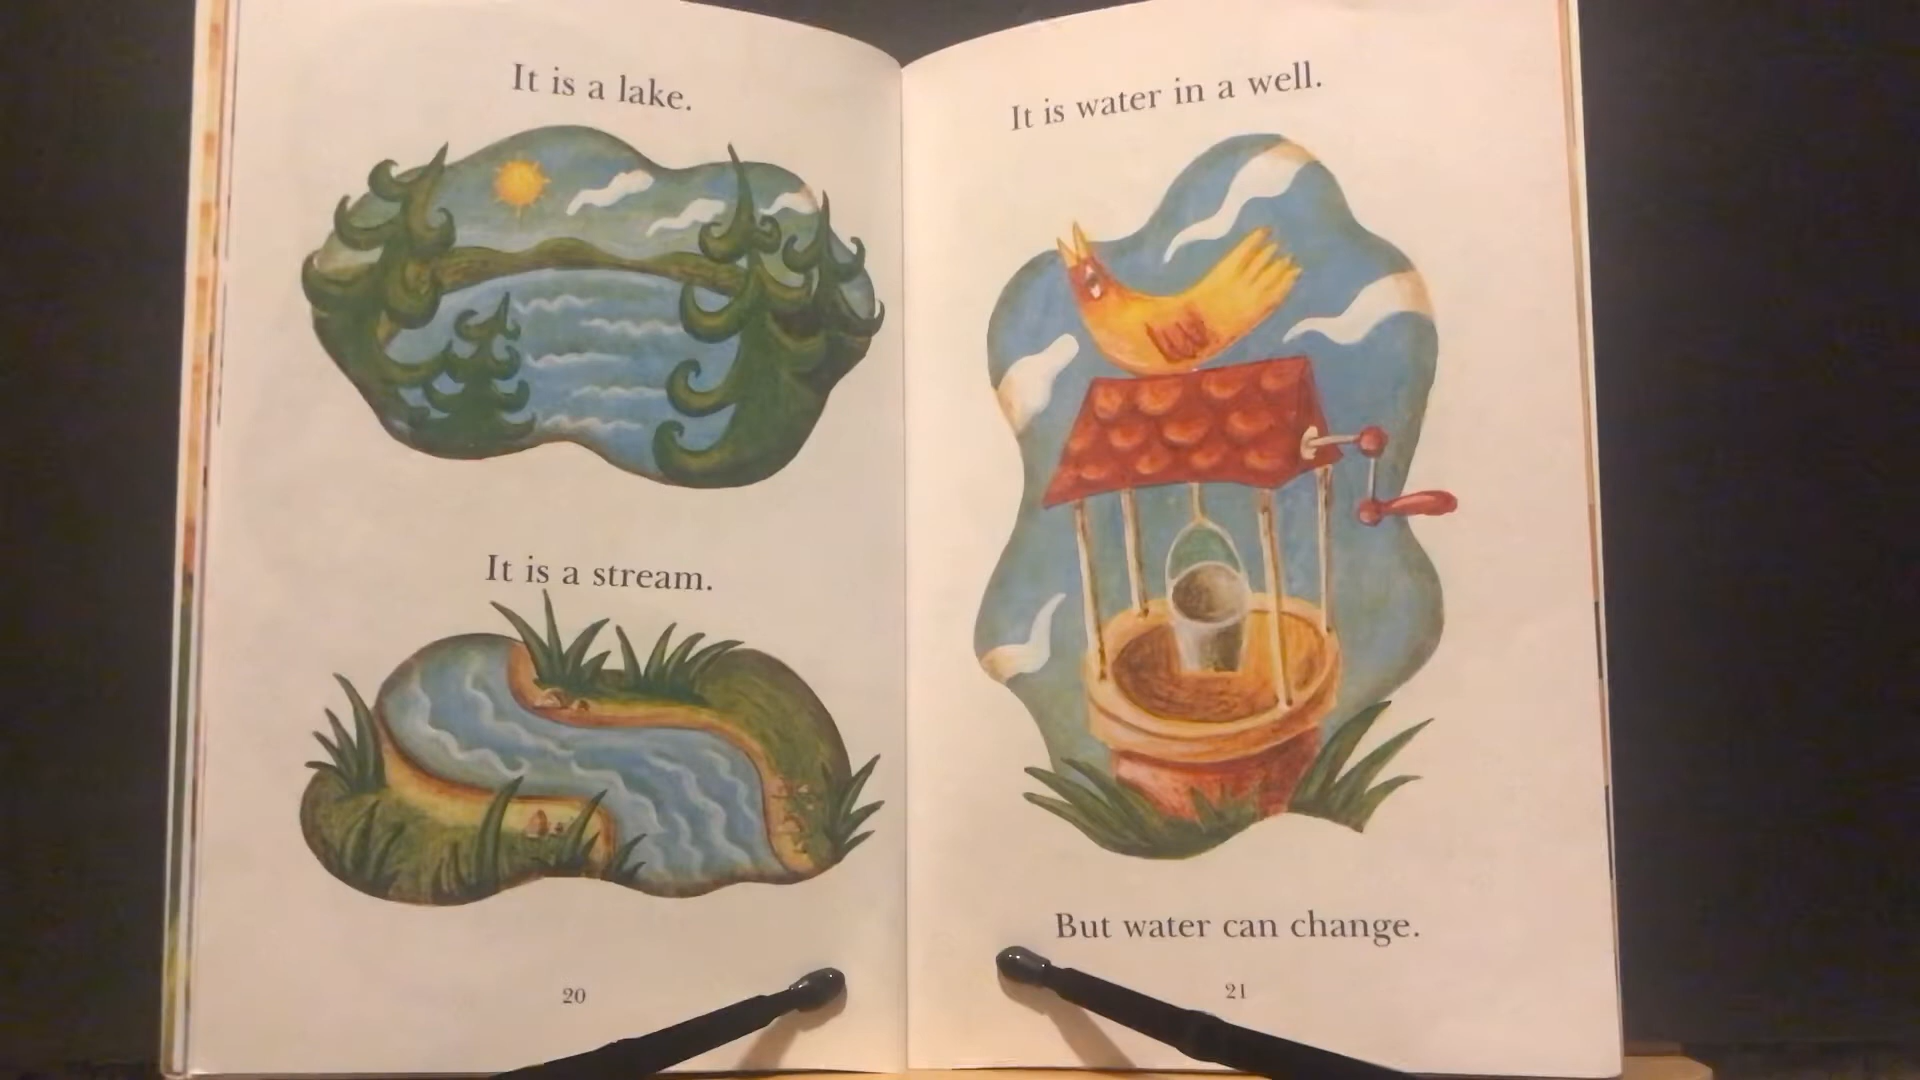 It is a lake.
It is a stream.
20
It is water in a well.
But water can change.
21